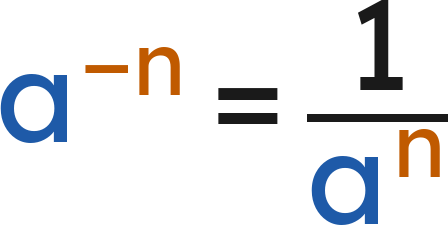 a⁻ⁿ = 1/aⁿ